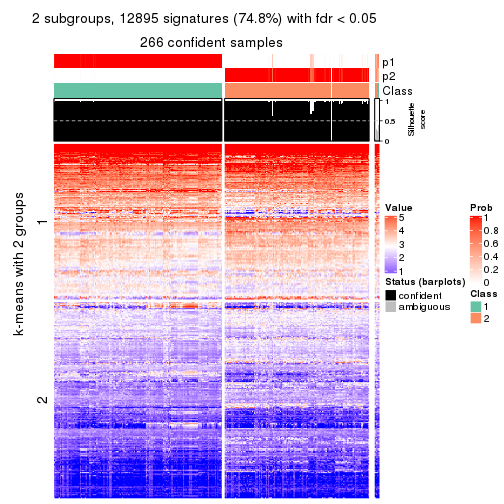 2 subgroups, 12895 signatures (74.8%) with fdr < 0.05
266 confident samples
p1
p2
Class
1
0.5
0
Silhouette
score
k-means with 2 groups
1
2
Value
5
4
3
2
1
Status (barplots)
confident
ambiguous
Prob
1
0.8
0.6
0.4
0.2
0
Class
1
2